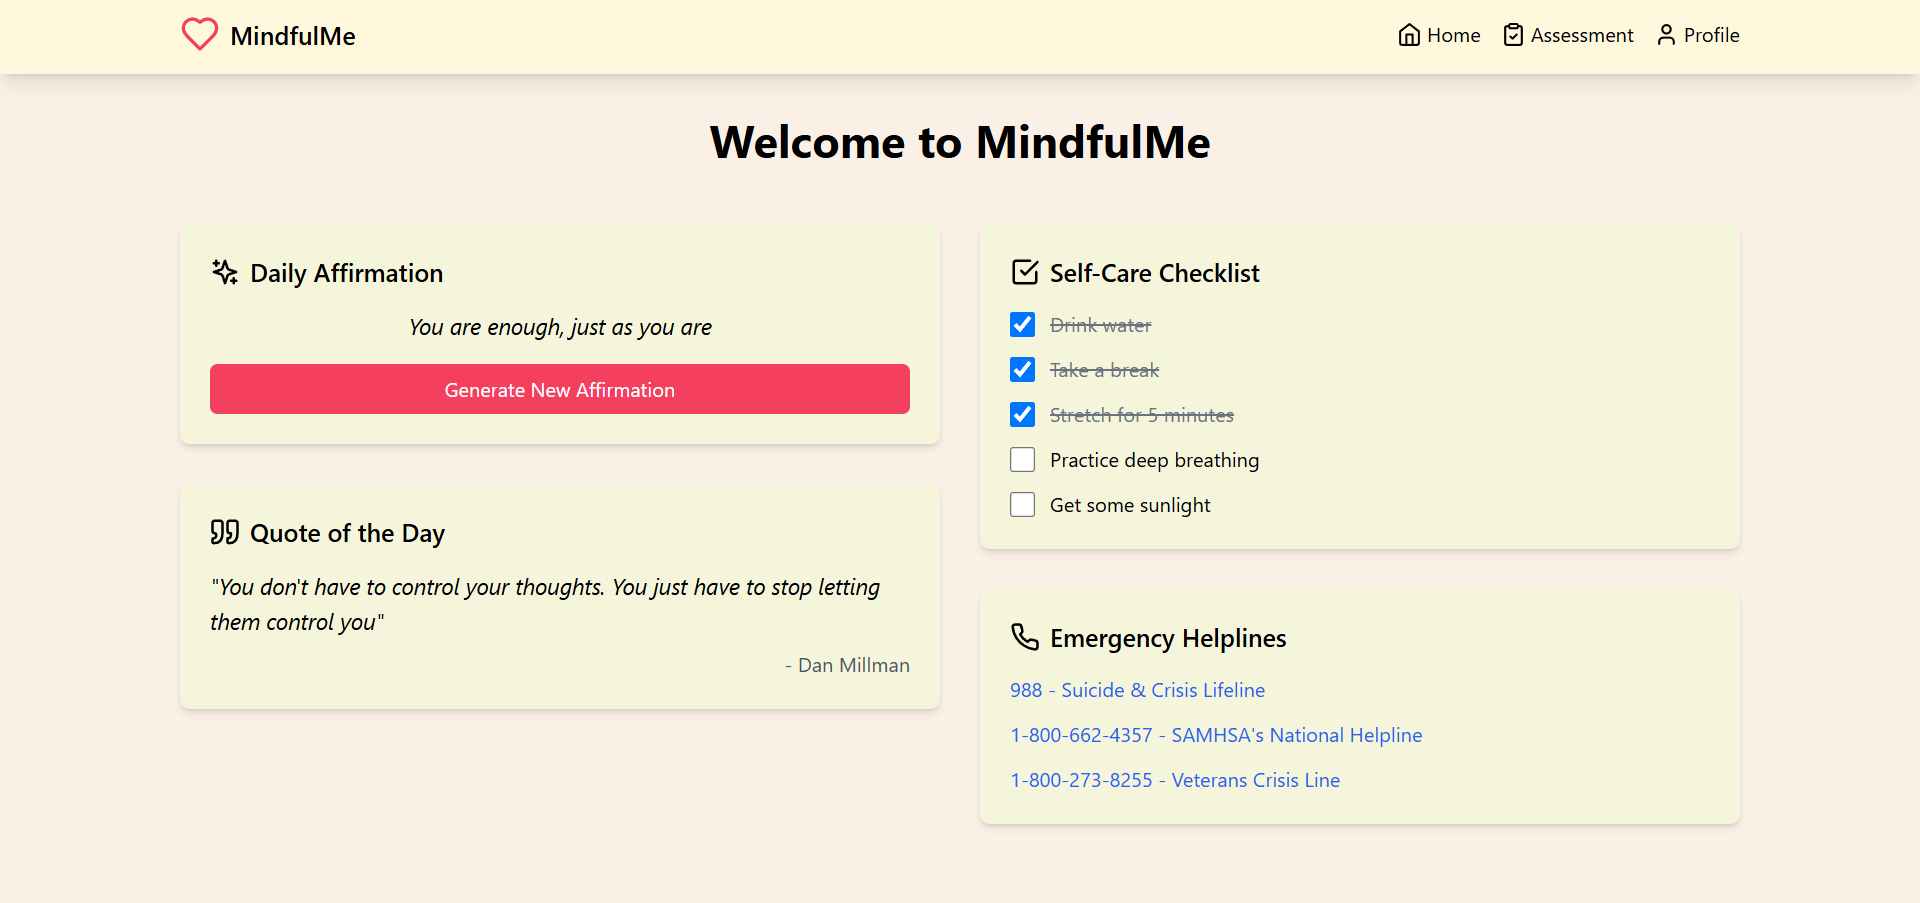 MindfulMe
Home
Assessment
Profile
Welcome to MindfulMe
Daily Affirmation
You are enough, just as you are
Generate New Affirmation
Quote of the Day
"You don't have to control your thoughts. You just have to stop letting
them control you"
- Dan Millman
Self-Care Checklist
Drink water
Take a break
Stretch for 5 minutes
Practice deep breathing
Get some sunlight
Emergency Helplines
988 - Suicide & Crisis Lifeline
1-800-662-4357 - SAMHSA's National Helpline
1-800-273-8255 - Veterans Crisis Line